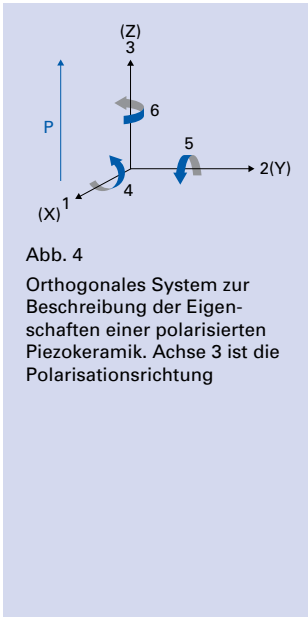 (Z)
3
P
6
5
2(Y)
4
1
(X)
Abb. 4
Orthogonales System zur
Beschreibung der Eigen-
schaften einer polarisierten
Piezokeramik. Achse 3 ist die
Polarisationsrichtung